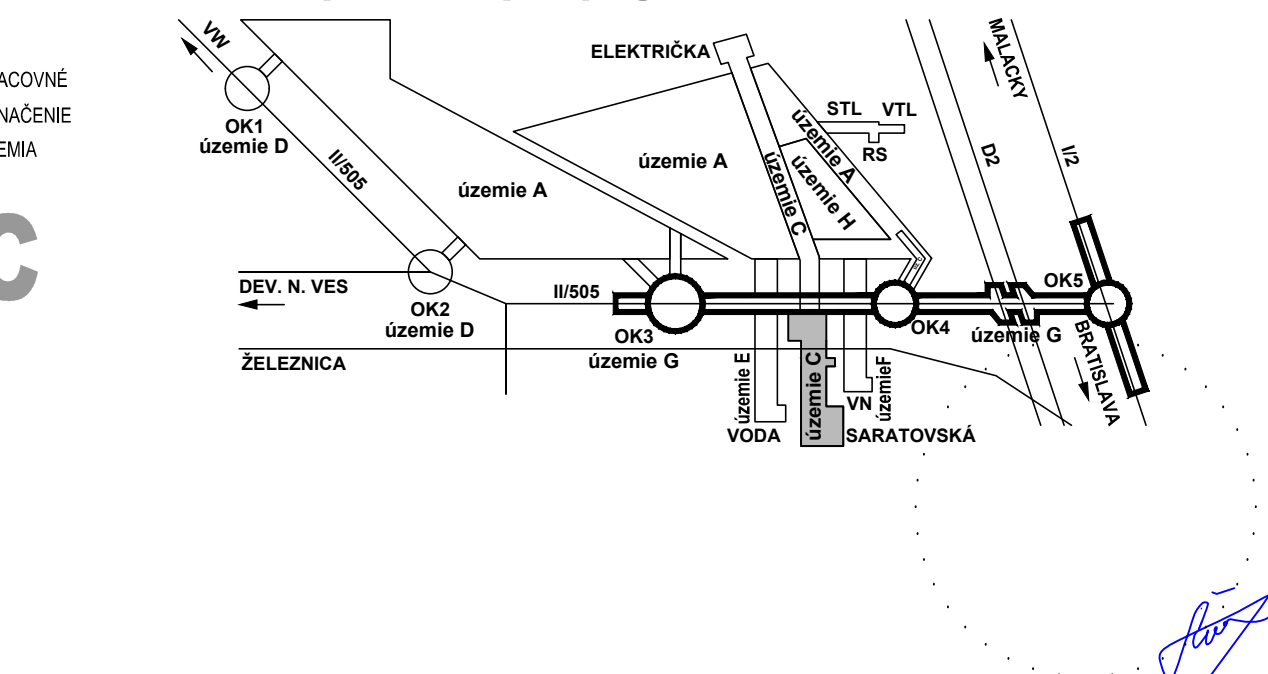 ACOVNÉ
NAČENIE
EMIA
C
VW
OK1
územie D
II/505
územie A
ELEKTRIČKA
územie A
územie C
územie A
STL VTL
RS
územie H
MALACKY
D2
I/2
DEV. N. VES
OK2
územie D
II/505
OK3
územie G
OK4
OK5
územie G
BRATISLAVA
ŽELEZNICA
územie E
VODA
územie C
VN
územieF
SARATOVSKÁ